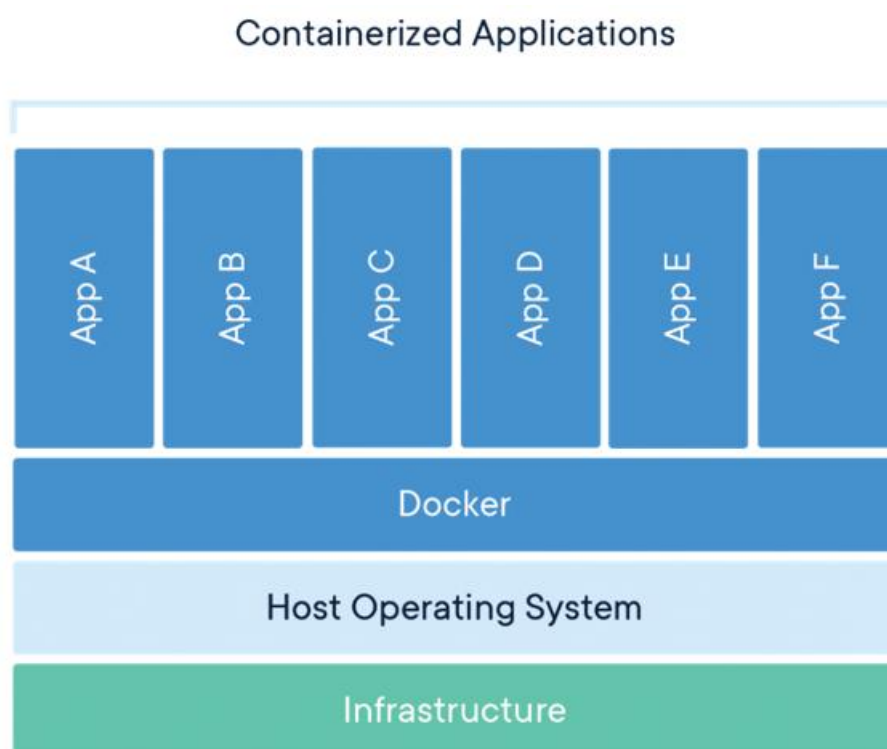 Containerized Applications
App A
App B
App C
App D
App E
App F
Docker
Host Operating System
Infrastructure